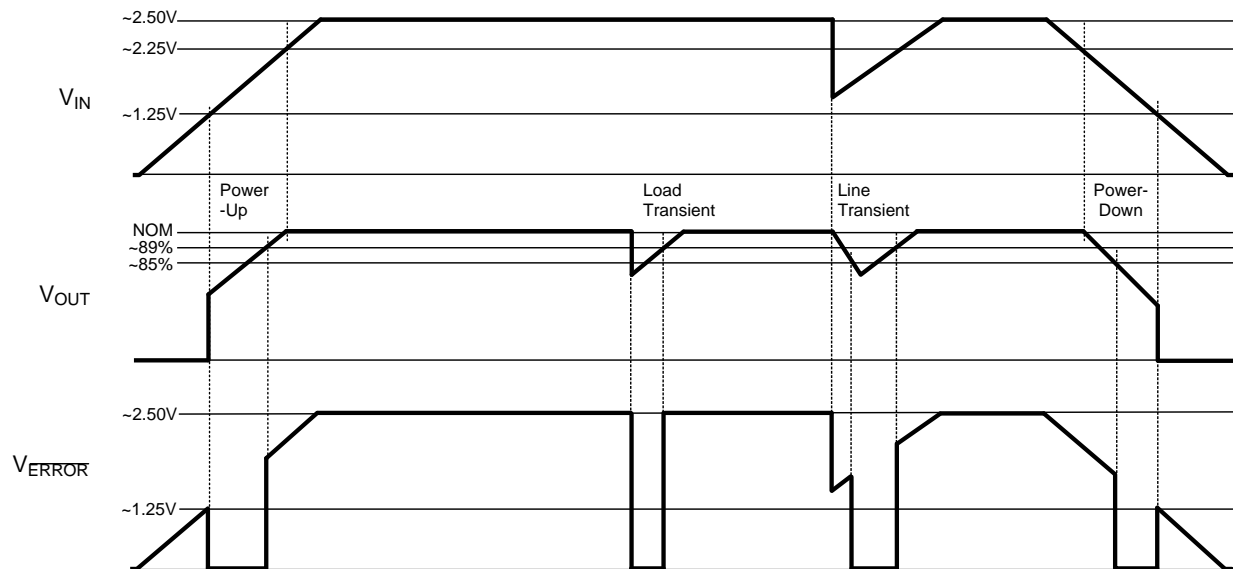 ~2.50V
~2.25V
V_IN
~1.25V
Power
-Up
Load
Transient
Line
Transient
Power-
Down
NOM
~89%
~85%
V_OUT
~2.50V
V_E̅R̅R̅O̅R̅
~1.25V